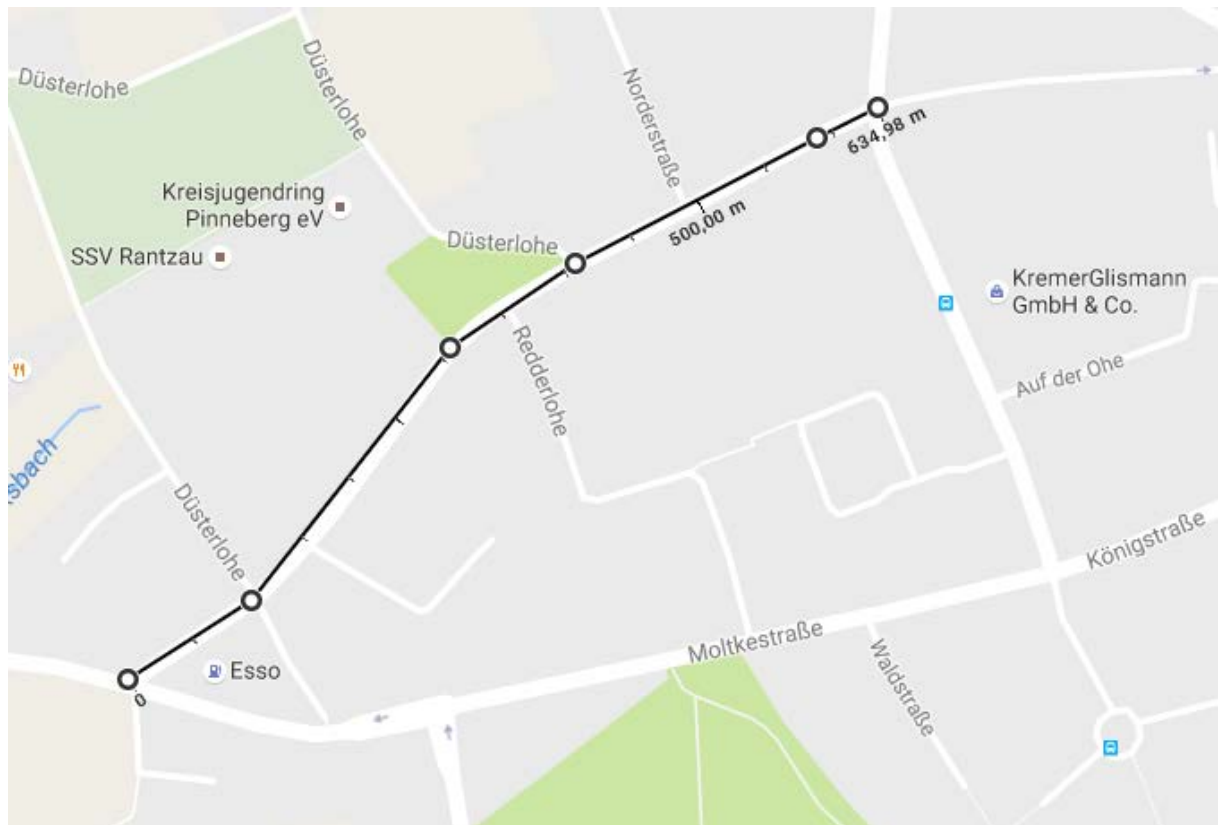 Düsterlohe
Düsterlohe
Norderstraße
634,98 m
Kreisjugendring
Pinneberg eV
SSV Rantzau
Düsterlohe
500,00 m
KremerGlismann
GmbH & Co.
Redderlohe
Auf der Ohe
sbach
Düsterlohe
Königstraße
Moltkestraße
Esso
Waldstraße
0